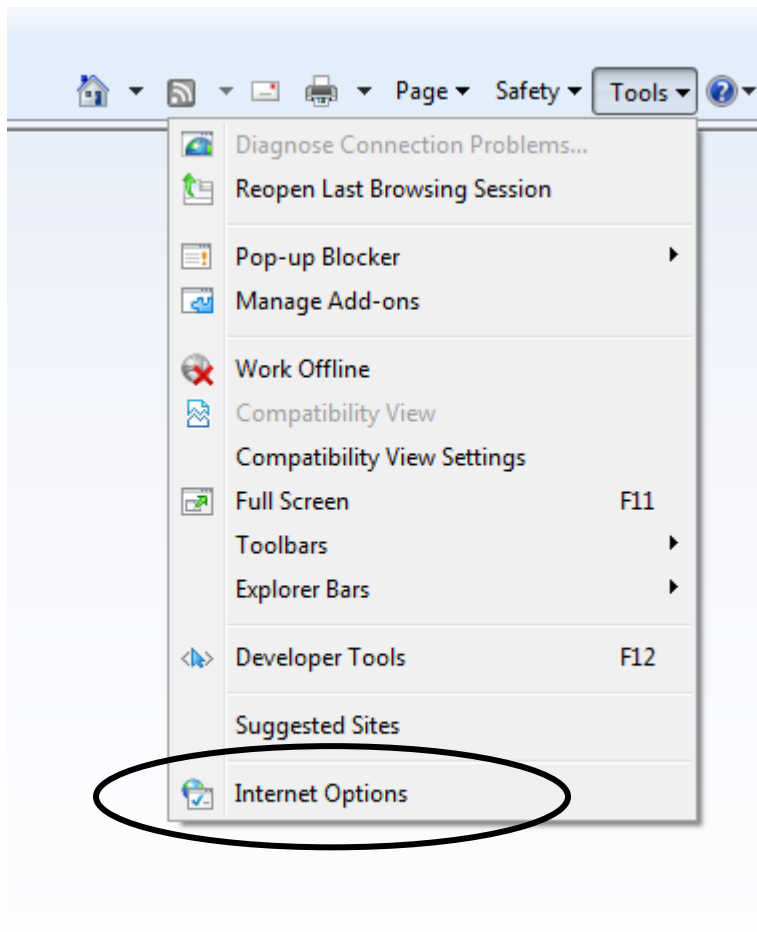 Page Safety Tools
Diagnose Connection Problems...
Reopen Last Browsing Session
Pop-up Blocker
Manage Add-ons
Work Offline
Compatibility View
Compatibility View Settings
Full Screen F11
Toolbars
Explorer Bars
Developer Tools F12
Suggested Sites
Internet Options